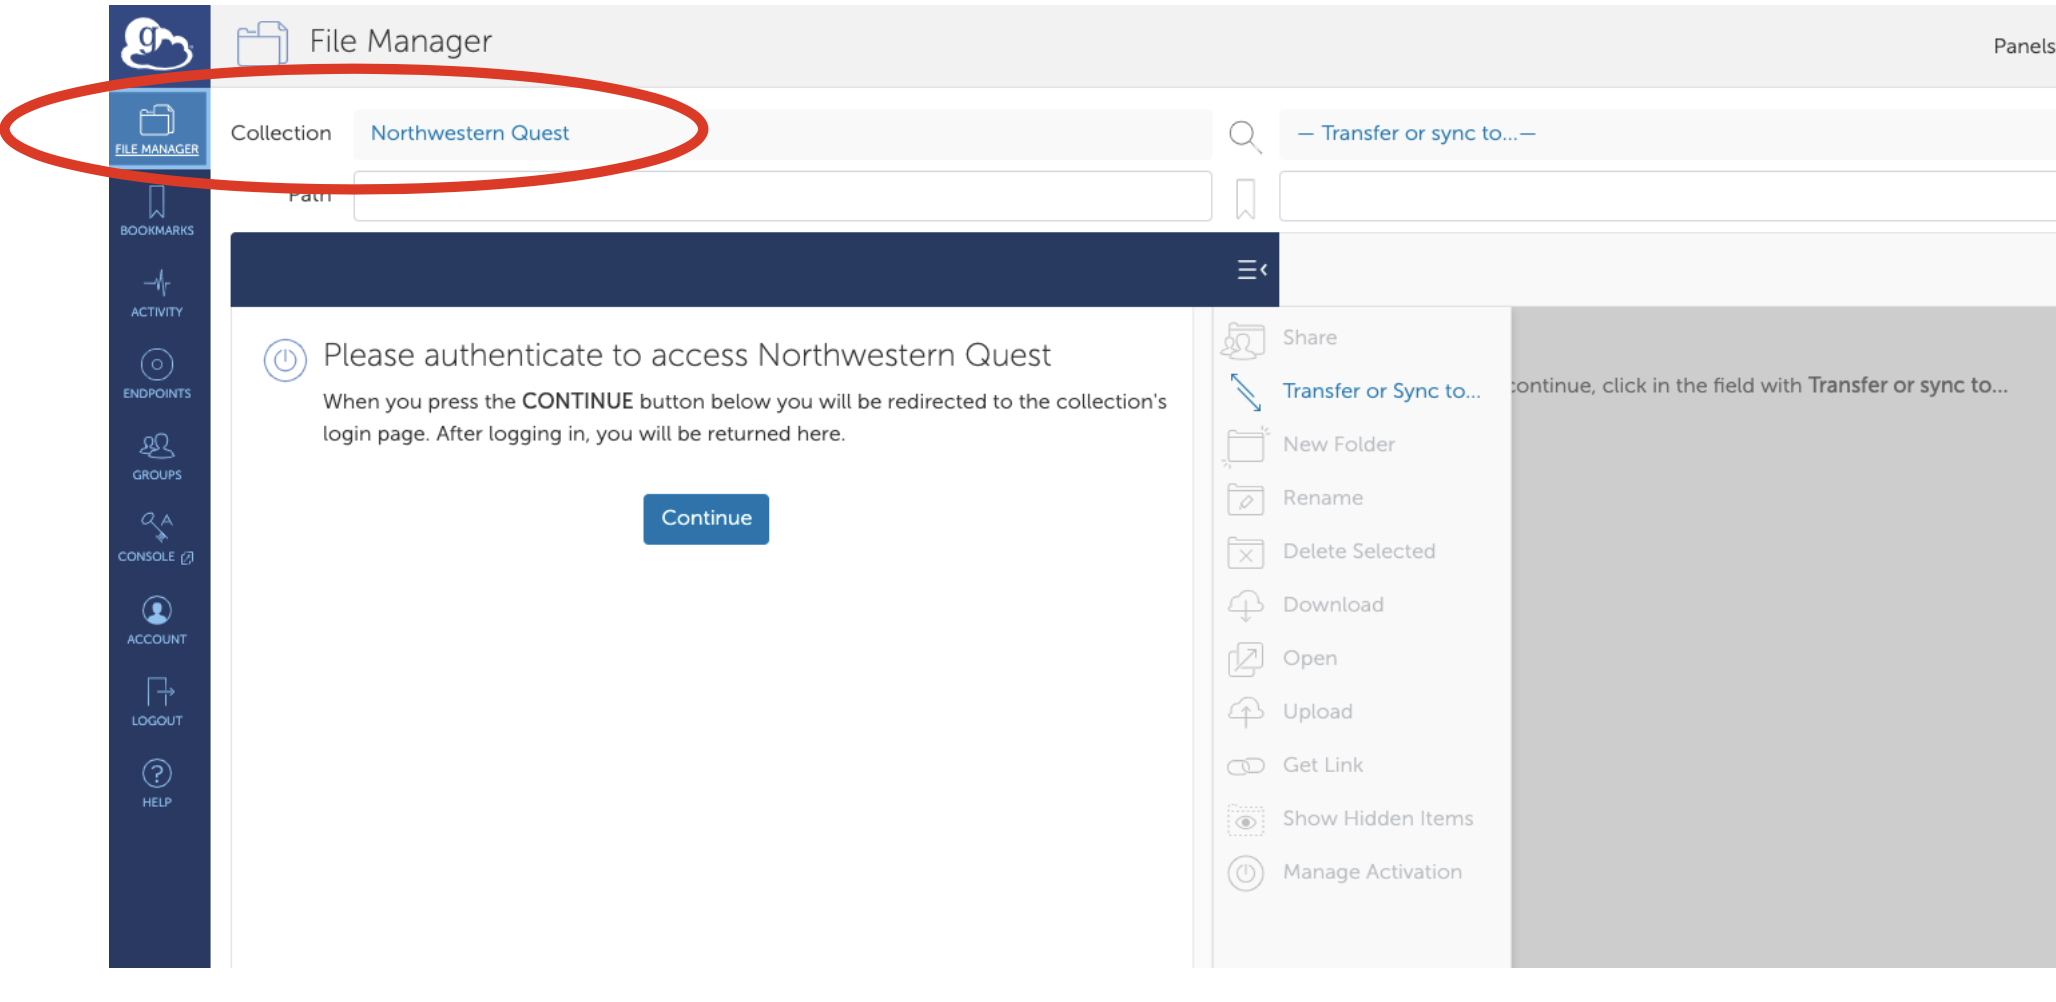 g
File Manager
Panels
FILE MANAGER
Collection
Northwestern Quest
— Transfer or sync to...—
Path
BOOKMARKS
ACTIVITY
ENDPOINTS
GROUPS
CONSOLE
ACCOUNT
LOGOUT
HELP
Please authenticate to access Northwestern Quest
When you press the CONTINUE button below you will be redirected to the collection's
login page. After logging in, you will be returned here.
Continue
Share
Transfer or Sync to...
New Folder
Rename
Delete Selected
Download
Open
Upload
Get Link
Show Hidden Items
Manage Activation
continue, click in the field with Transfer or sync to...